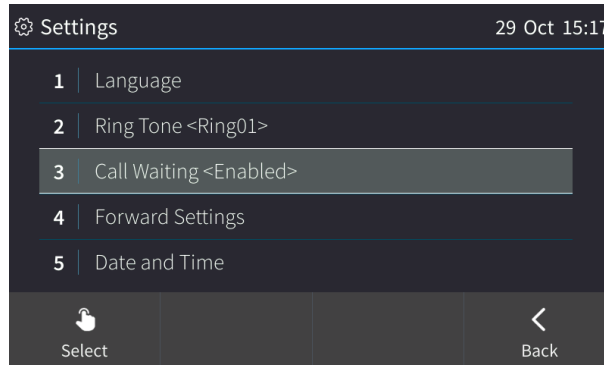 Settings
29 Oct 15:17
1 Language
2 Ring Tone <Ring01>
3 Call Waiting <Enabled>
4 Forward Settings
5 Date and Time
Select
Back